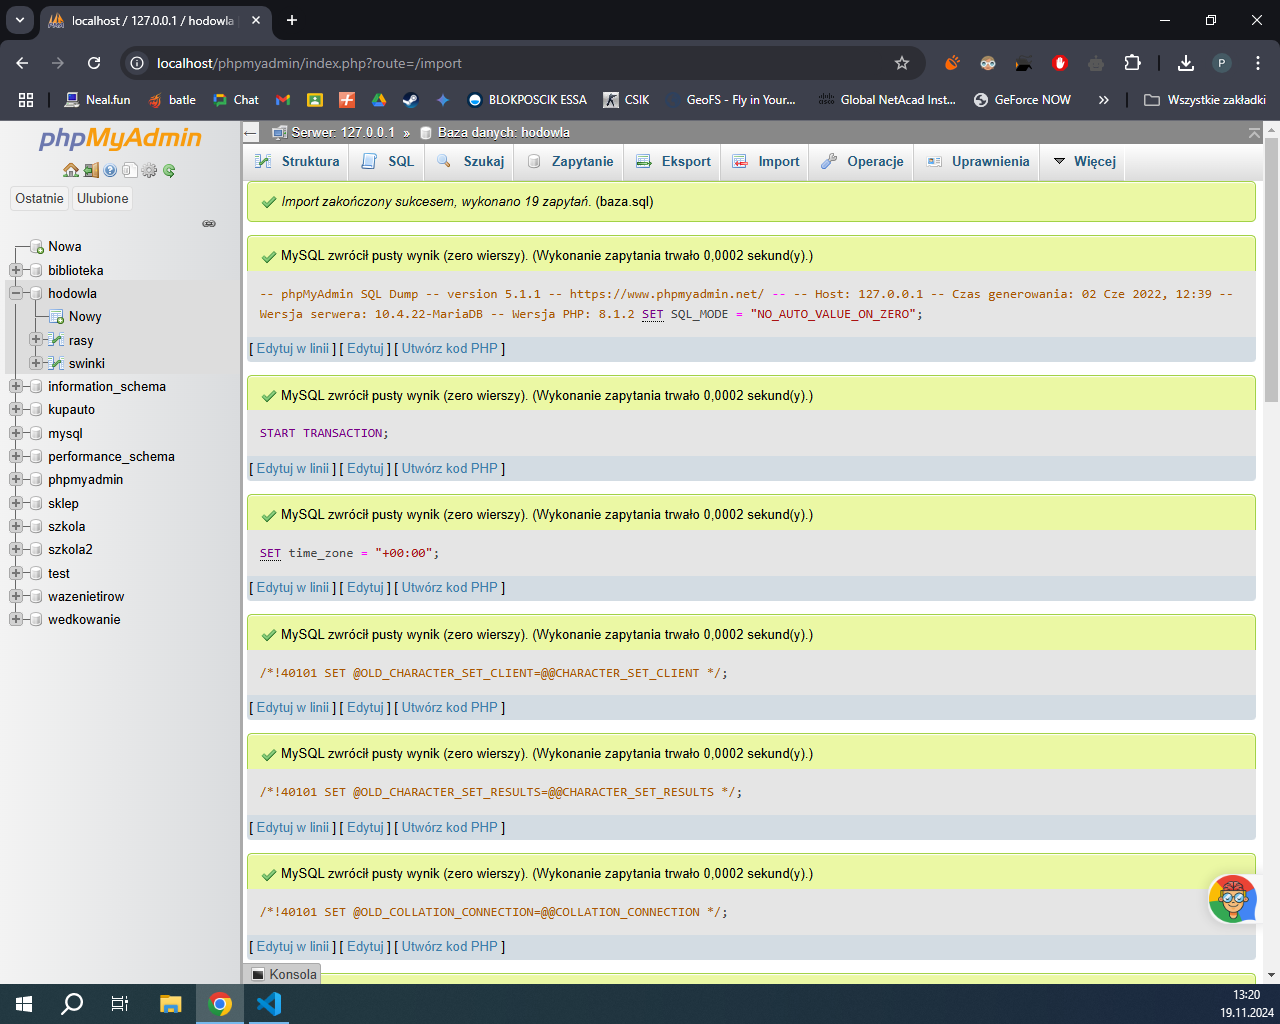 localhost / 127.0.0.1 / hodowla
localhost/phpmyadmin/index.php?route=/import
P
Neal.fun
batle
Chat
BLOKPOSCIK ESSA
CSIK
GeoFS - Fly in Your...
Global NetAcad Inst...
GeForce NOW
Wszystkie zakładki
phpMyAdmin
Ostatnie
Ulubione
Nowa
biblioteka
hodowla
Nowy
rasy
swinki
information_schema
kupauto
mysql
performance_schema
phpmyadmin
sklep
szkola
szkola2
test
wazenietirow
wedkowanie
Serwer: 127.0.0.1 » Baza danych: hodowla
Struktura
SQL
Szukaj
Zapytanie
Eksport
Import
Operacje
Uprawnienia
Więcej
Import zakończony sukcesem, wykonano 19 zapytań. (baza.sql)
MySQL zwrócił pusty wynik (zero wierszy). (Wykonanie zapytania trwało 0,0002 sekund(y).)
-- phpMyAdmin SQL Dump -- version 5.1.1 -- https://www.phpmyadmin.net/ -- -- Host: 127.0.0.1 -- Czas generowania: 02 Cze 2022, 12:39 --
Wersja serwera: 10.4.22-MariaDB -- Wersja PHP: 8.1.2 SET SQL_MODE = "NO_AUTO_VALUE_ON_ZERO";
[ Edytuj w linii ] [ Edytuj ] [ Utwórz kod PHP ]
MySQL zwrócił pusty wynik (zero wierszy). (Wykonanie zapytania trwało 0,0002 sekund(y).)
START TRANSACTION;
[ Edytuj w linii ] [ Edytuj ] [ Utwórz kod PHP ]
MySQL zwrócił pusty wynik (zero wierszy). (Wykonanie zapytania trwało 0,0002 sekund(y).)
SET time_zone = "+00:00";
[ Edytuj w linii ] [ Edytuj ] [ Utwórz kod PHP ]
MySQL zwrócił pusty wynik (zero wierszy). (Wykonanie zapytania trwało 0,0002 sekund(y).)
/*!40101 SET @OLD_CHARACTER_SET_CLIENT=@@CHARACTER_SET_CLIENT */;
[ Edytuj w linii ] [ Edytuj ] [ Utwórz kod PHP ]
MySQL zwrócił pusty wynik (zero wierszy). (Wykonanie zapytania trwało 0,0002 sekund(y).)
/*!40101 SET @OLD_CHARACTER_SET_RESULTS=@@CHARACTER_SET_RESULTS */;
[ Edytuj w linii ] [ Edytuj ] [ Utwórz kod PHP ]
MySQL zwrócił pusty wynik (zero wierszy). (Wykonanie zapytania trwało 0,0002 sekund(y).)
/*!40101 SET @OLD_COLLATION_CONNECTION=@@COLLATION_CONNECTION */;
[ Edytuj w linii ] [ Edytuj ] [ Utwórz kod PHP ]
Konsola
13:20
19.11.2024